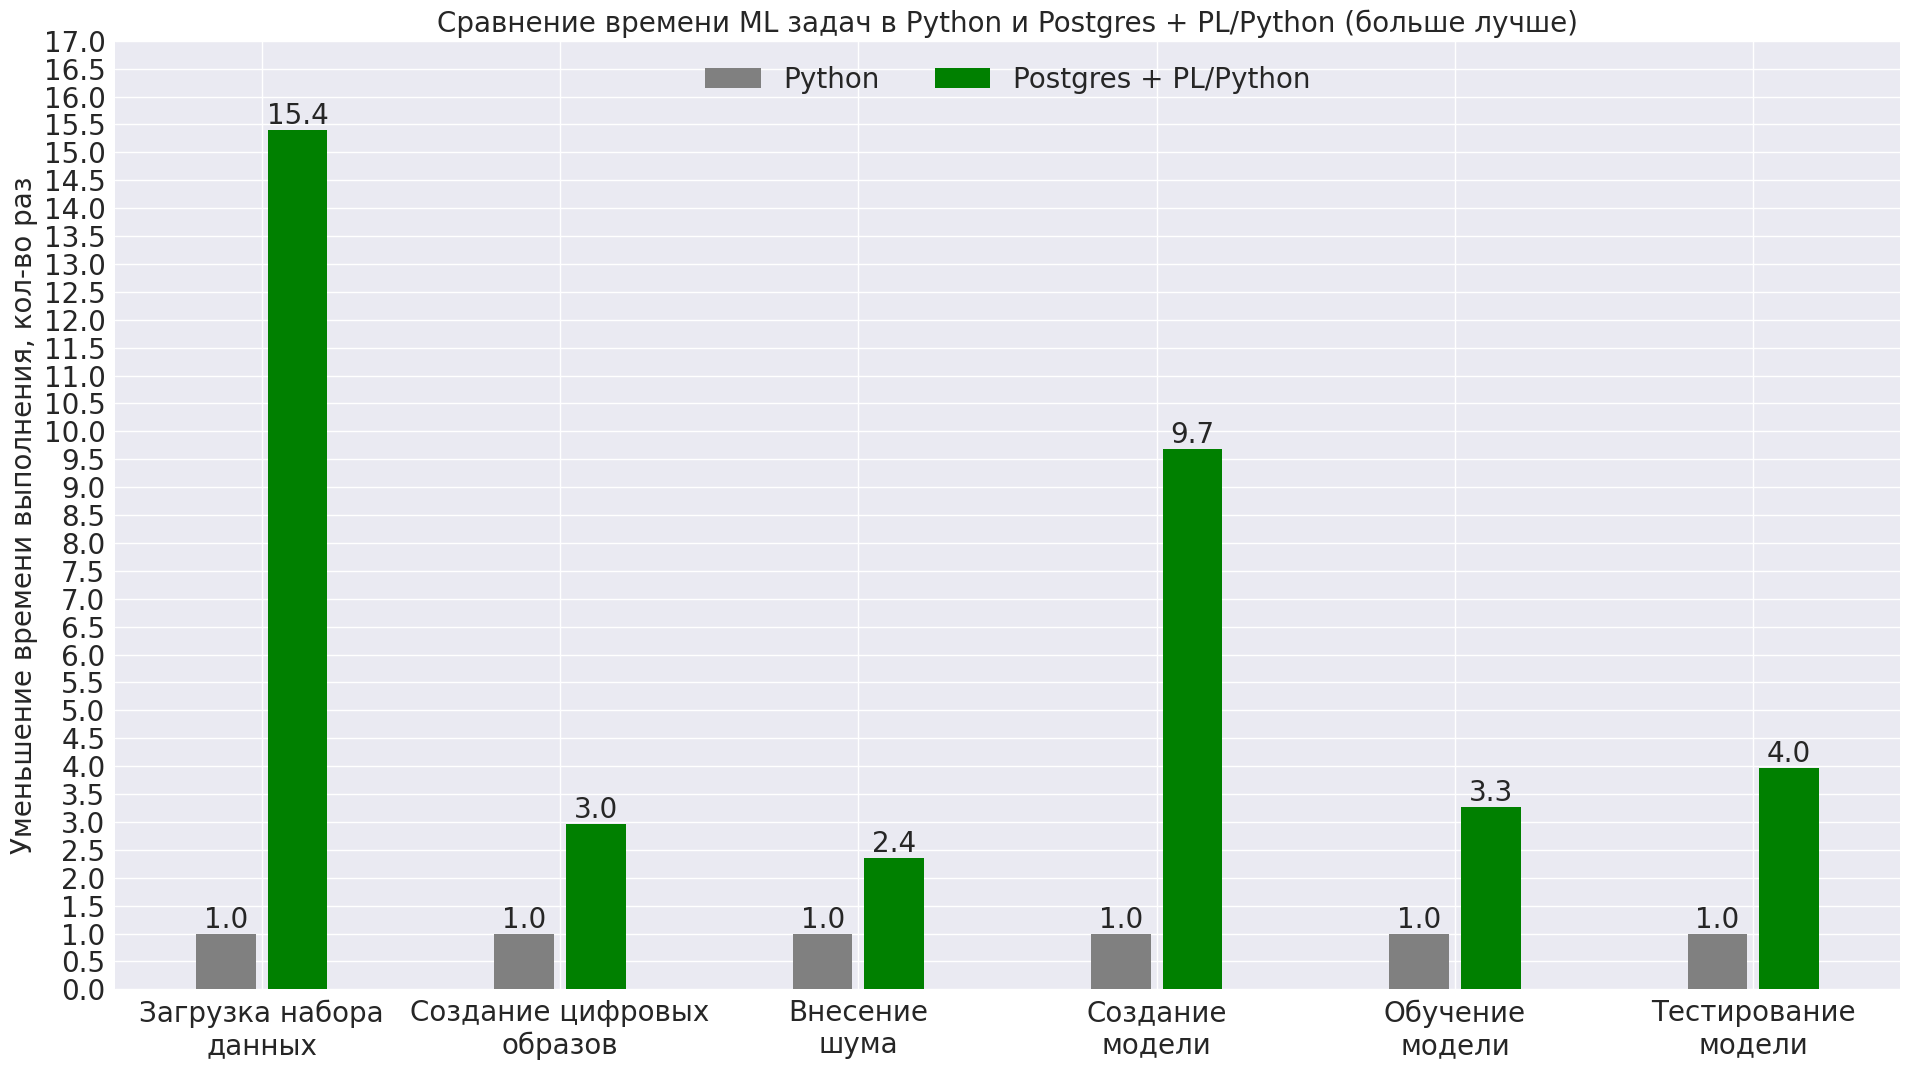 Сравнение времени ML задач в Python и Postgres + PL/Python (больше лучше)
Python
Postgres + PL/Python
Уменьшение времени выполнения, кол-во раз
17.0
16.5
16.0
15.5
15.0
14.5
14.0
13.5
13.0
12.5
12.0
11.5
11.0
10.5
10.0
9.5
9.0
8.5
8.0
7.5
7.0
6.5
6.0
5.5
5.0
4.5
4.0
3.5
3.0
2.5
2.0
1.5
1.0
0.5
0.0
1.0
15.4
1.0
3.0
1.0
2.4
1.0
9.7
1.0
3.3
1.0
4.0
Загрузка набора
данных
Создание цифровых
образов
Внесение
шума
Создание
модели
Обучение
модели
Тестирование
модели